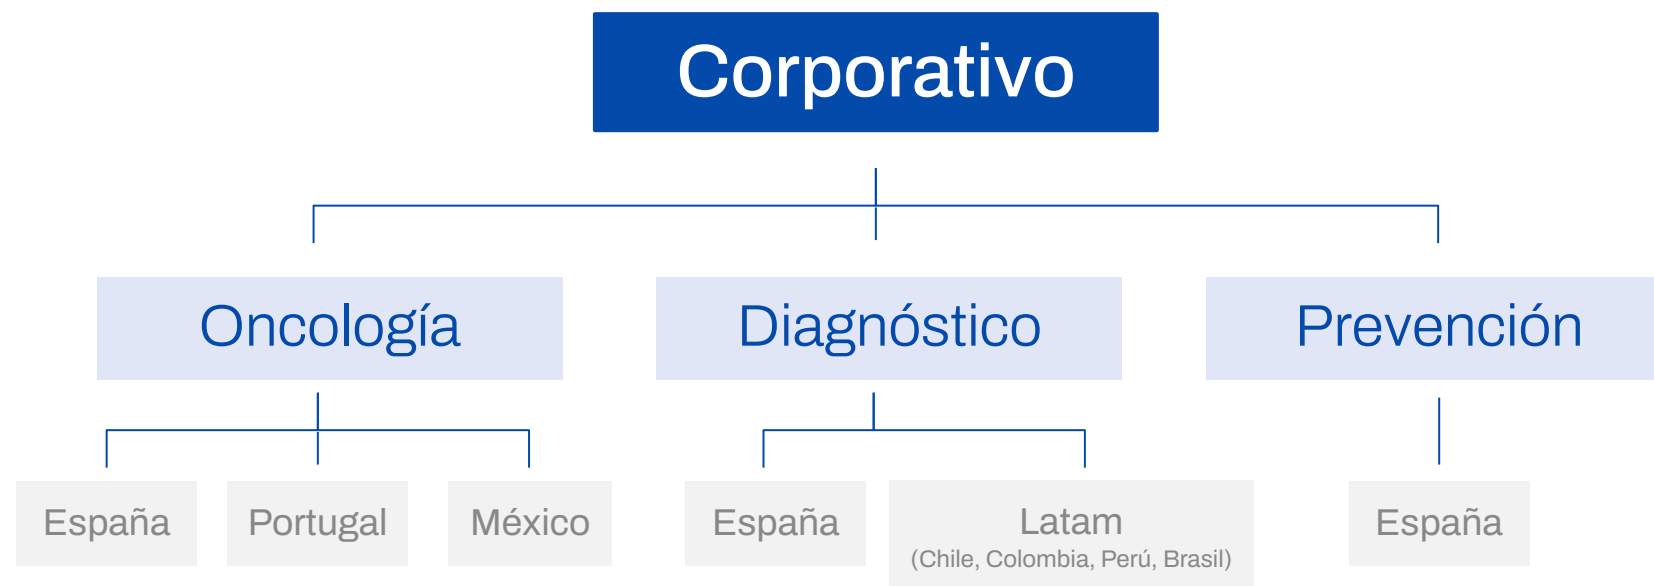 Corporativo
Oncología
Diagnóstico
Prevención
España
Portugal
México
España
Latam
(Chile, Colombia, Perú, Brasil)
España